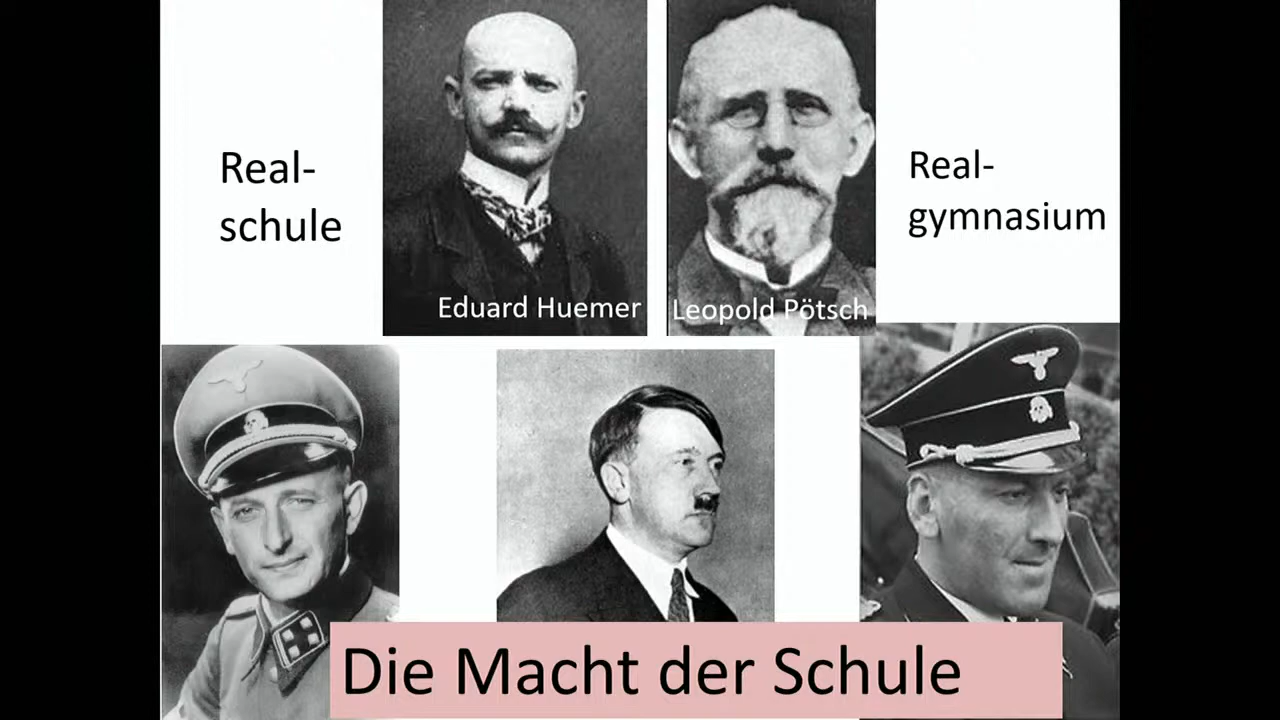 Real-
schule
Eduard Huemer
Leopold Pötsch
Real-
gymnasium
Die Macht der Schule